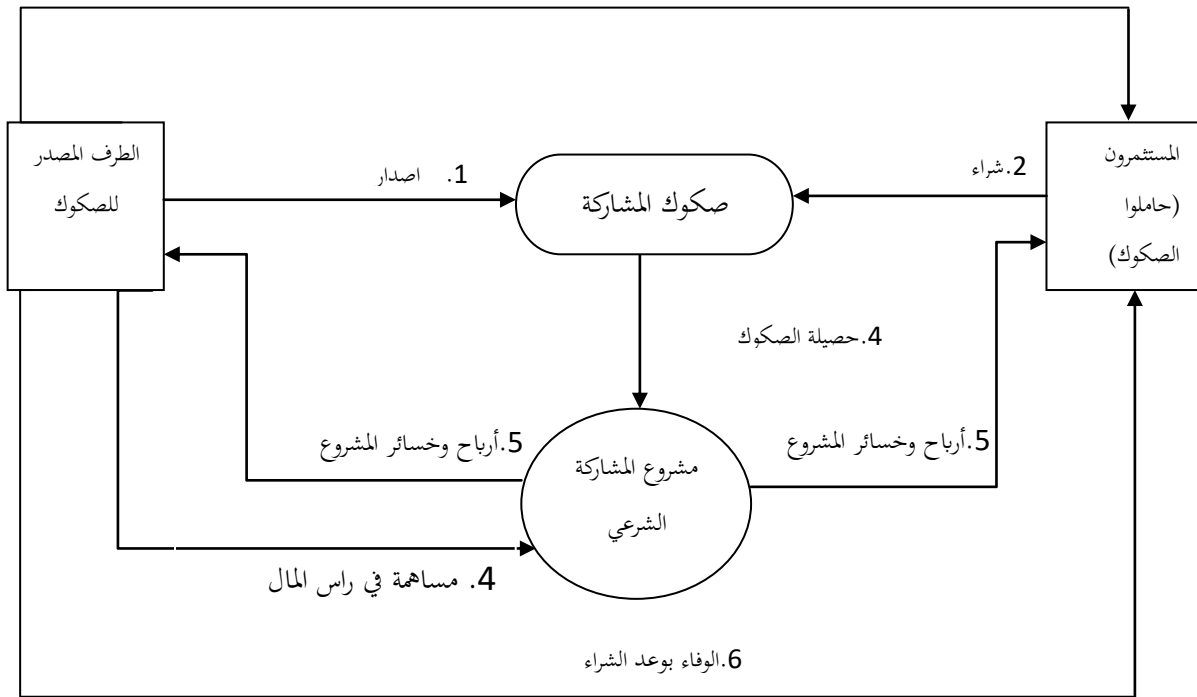 الطرف المصدر
للصكوك
1. اصدار
صكوك المشاركة
2.شراء
المستثمرون
(حاملوا
الصكوك)
4.حصيلة الصكوك
5.أرباح وخسائر المشروع
5.أرباح وخسائر المشروع
مشروع المشاركة
الشرعي
4. مساهمة في راس المال
6.الوفاء بوعد الشراء